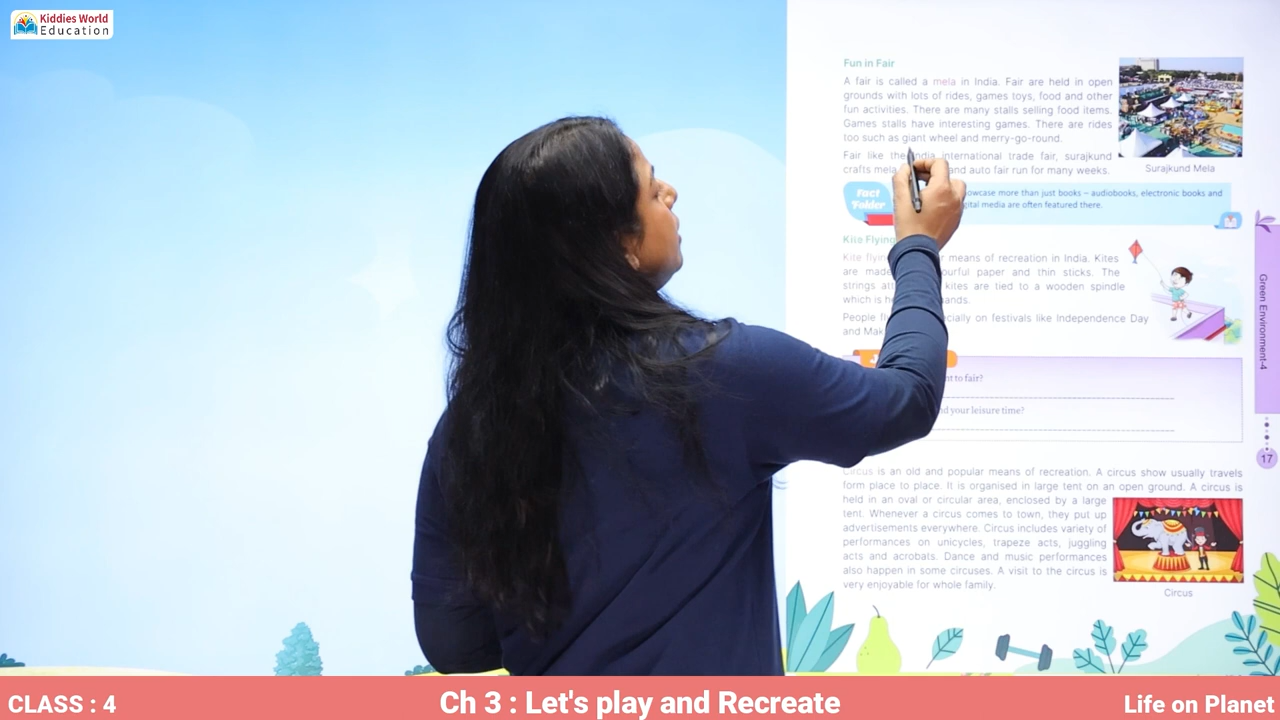 Kiddies World
Education
Fun in Fair
A fair is called a mela in India. Fair are held in open
grounds with lots of rides, games toys, food and other
fun activities. There are many stalls selling food items.
Games stalls have interesting games. There are rides
too such as giant wheel and merry-go-round.
Fair like the India international trade fair, surajkund
crafts mela and auto fair run for many weeks.
Surajkund Mela
Fact
Folder
owcase more than just books – audiobooks, electronic books and
gital media are often featured there.
Kite Flying
Kite flyin r means of recreation in India. Kites
are made ourful paper and thin sticks. The
strings att kites are tied to a wooden spindle
which is he ands.
People fl cially on festivals like Independence Day
and Mak
nt to fair?
nd your leisure time?
Circus is an old and popular means of recreation. A circus show usually travels
form place to place. It is organised in large tent on an open ground. A circus is
held in an oval or circular area, enclosed by a large
tent. Whenever a circus comes to town, they put up
advertisements everywhere. Circus includes variety of
performances on unicycles, trapeze acts, juggling
acts and acrobats. Dance and music performances
also happen in some circuses. A visit to the circus is
very enjoyable for whole family.
Circus
Green Environment-4
17
CLASS : 4
Ch 3 : Let's play and Recreate
Life on Planet